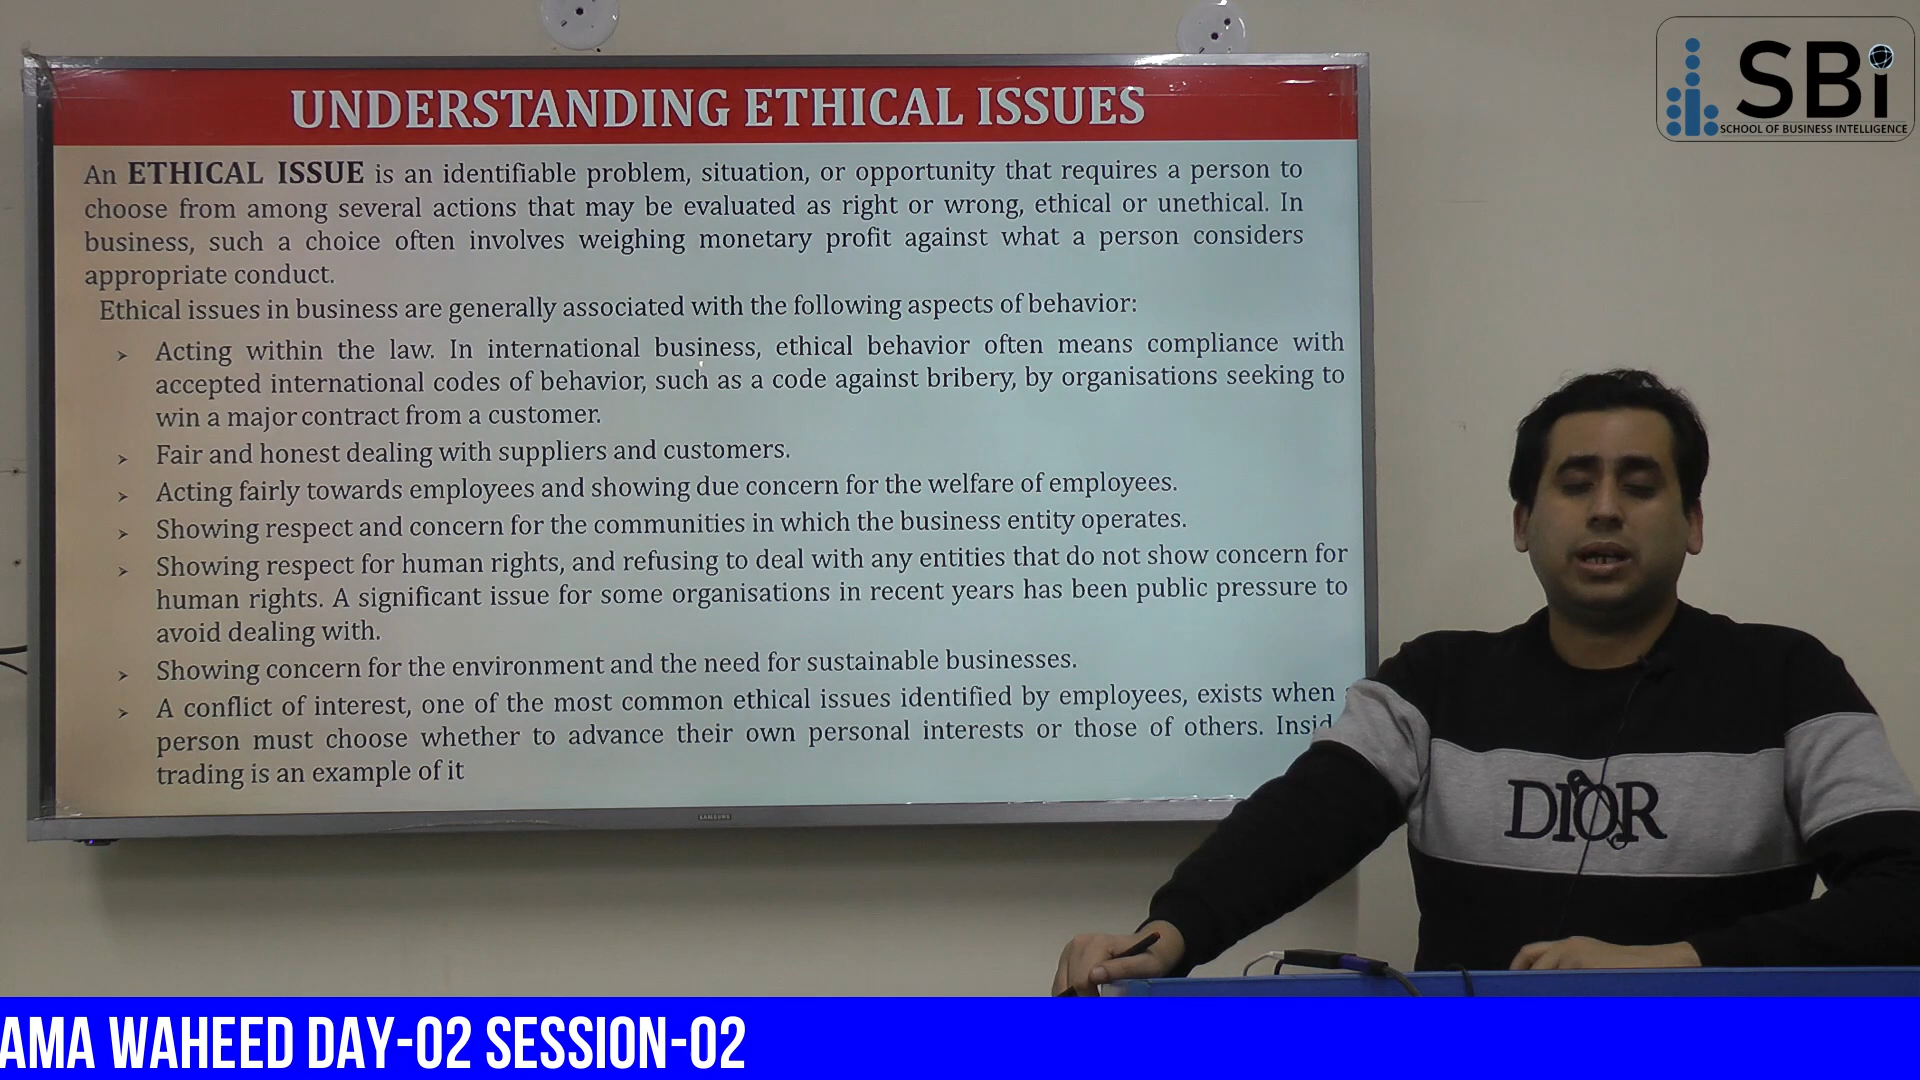 SBi
SCHOOL OF BUSINESS INTELLIGENCE
UNDERSTANDING ETHICAL ISSUES
An ETHICAL ISSUE is an identifiable problem, situation, or opportunity that requires a person to
choose from among several actions that may be evaluated as right or wrong, ethical or unethical. In
business, such a choice often involves weighing monetary profit against what a person considers
appropriate conduct.
Ethical issues in business are generally associated with the following aspects of behavior:
➢ Acting within the law. In international business, ethical behavior often means compliance with
accepted international codes of behavior, such as a code against bribery, by organisations seeking to
win a major contract from a customer.
➢ Fair and honest dealing with suppliers and customers.
➢ Acting fairly towards employees and showing due concern for the welfare of employees.
➢ Showing respect and concern for the communities in which the business entity operates.
➢ Showing respect for human rights, and refusing to deal with any entities that do not show concern for
human rights. A significant issue for some organisations in recent years has been public pressure to
avoid dealing with.
➢ Showing concern for the environment and the need for sustainable businesses.
➢ A conflict of interest, one of the most common ethical issues identified by employees, exists when
person must choose whether to advance their own personal interests or those of others.
trading is an example of it
SAMSUNG
DIOR
AMA WAHEED DAY-02 SESSION-02